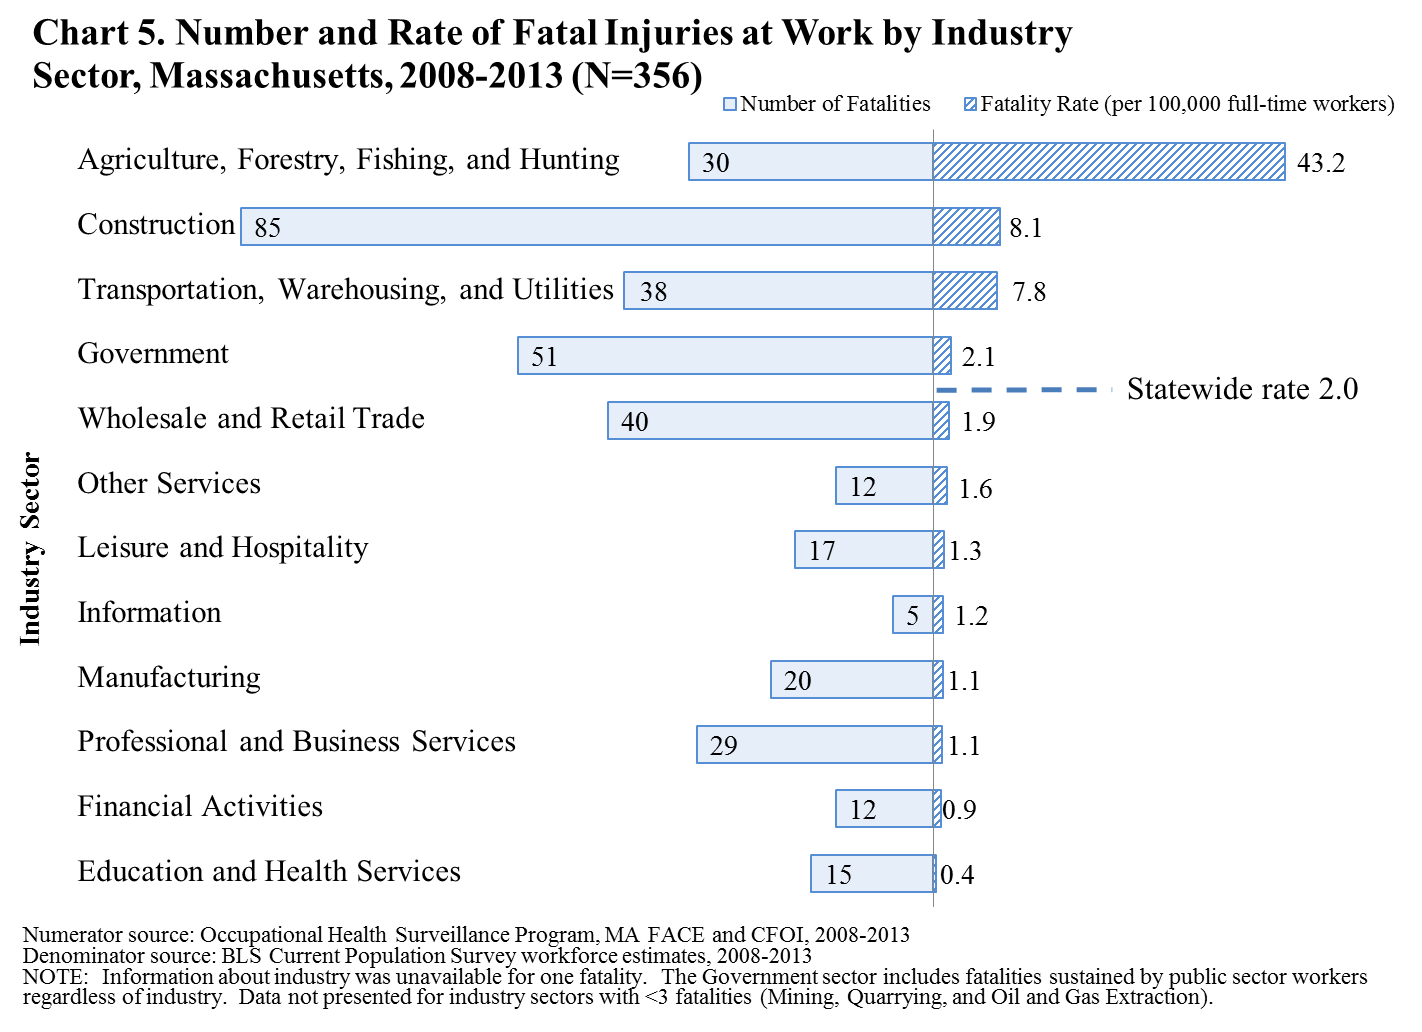 Chart 5. Number and Rate of Fatal Injuries at Work by Industry
Sector, Massachusetts, 2008-2013 (N=356)
Number of Fatalities
Fatality Rate (per 100,000 full-time workers)
Agriculture, Forestry, Fishing, and Hunting 30 43.2
Construction 85 8.1
Transportation, Warehousing, and Utilities 38 7.8
Government 51 2.1
Statewide rate 2.0
Wholesale and Retail Trade 40 1.9
Other Services 12 1.6
Leisure and Hospitality 17 1.3
Information 5 1.2
Manufacturing 20 1.1
Professional and Business Services 29 1.1
Financial Activities 12 0.9
Education and Health Services 15 0.4
Industry Sector
Numerator source: Occupational Health Surveillance Program, MA FACE and CFOI, 2008-2013
Denominator source: BLS Current Population Survey workforce estimates, 2008-2013
NOTE: Information about industry was unavailable for one fatality. The Government sector includes fatalities sustained by public sector workers
regardless of industry. Data not presented for industry sectors with <3 fatalities (Mining, Quarrying, and Oil and Gas Extraction).